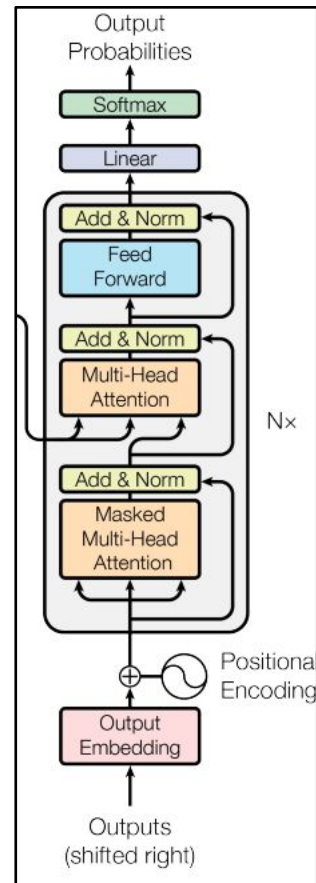 Output
Probabilities
Softmax
Linear
Add & Norm
Feed
Forward
Add & Norm
Multi-Head
Attention
N×
Add & Norm
Masked
Multi-Head
Attention
Positional
Encoding
Output
Embedding
Outputs
(shifted right)